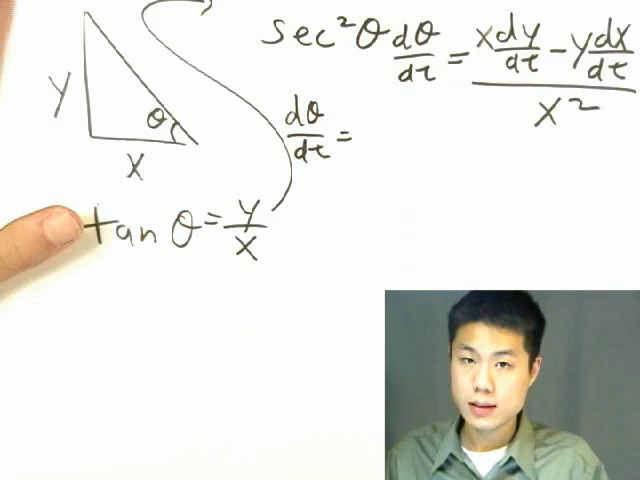 sec²θ dθ/dt = (x dy/dt - y dx/dt)/x²
y
θ
x
dθ/dt =
tan θ = y/x